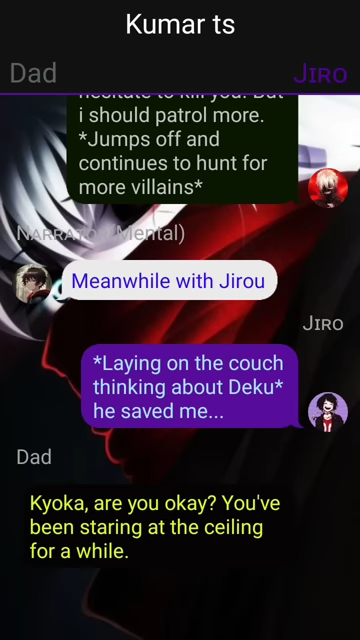 Kumar ts
Dad
Jiro
hesitate to kill you. But
i should patrol more.
*Jumps off and
continues to hunt for
more villains*
Narrator (Mental)
Meanwhile with Jirou
Jiro
*Laying on the couch
thinking about Deku*
he saved me...
Dad
Kyoka, are you okay? You've
been staring at the ceiling
for a while.